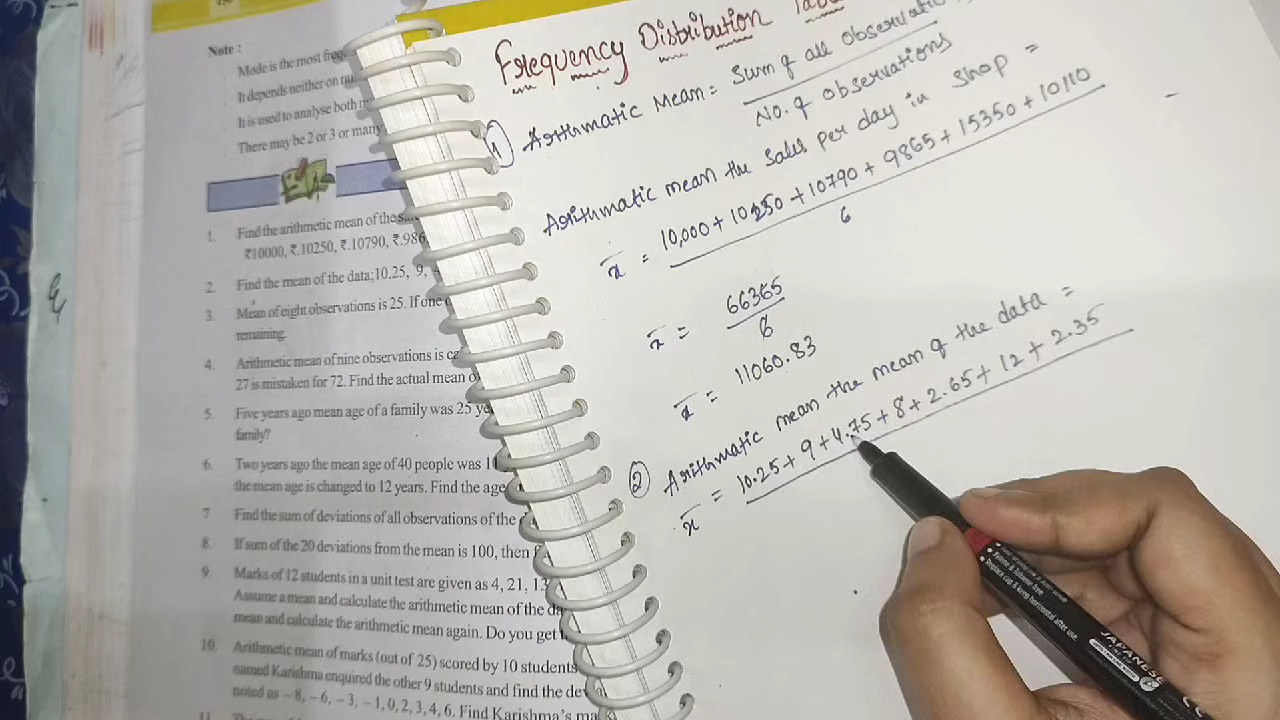 Note :
Mode is the most freq
It depends neither on nu
It is used to analyse both n
There may be 2 or 3 or many
1. Find the arithmetic mean of the s
₹10000, ₹.10250, ₹.10790, ₹.986
2. Find the mean of the data; 10.25, 9,
3. Mean of eight observations is 25. If one
remaining.
4. Arithmetic mean of nine observations is c
27 is mistaken for 72. Find the actual mean o
5. Five years ago mean age of a family was 25 ye
family?
6. Two years ago the mean age of 40 people was 1
the mean age is changed to 12 years. Find the age
7 Find the sum of deviations of all observations of the
8. If sum of the 20 deviations from the mean is 100, then f
9. Marks of 12 students in a unit test are given as 4, 21, 13
Assume a mean and calculate the arithmetic mean of the da
mean and calculate the arithmetic mean again. Do you get
10. Arithmetic mean of marks (out of 25) scored by 10 students
named Karishma enquired the other 9 students and find the de
noted as −8, −6, −3, −1, 0, 2, 3, 4, 6. Find Karishma's ma
Frequency Distribution
1 Arithmatic Mean = Sum of all observatio
No. of observations
Arithmatic mean the sales per day in shop =
x̄ = 10,000 + 10250 + 10790 + 9865 + 15350 + 10110
6
x̄ = 66365
6
x̄ = 11060.83
2 Arithmatic mean the mean of the data =
x̄ = 10.25 + 9 + 4.75 + 8 + 2.65 + 12 + 2.35
JAPANESE